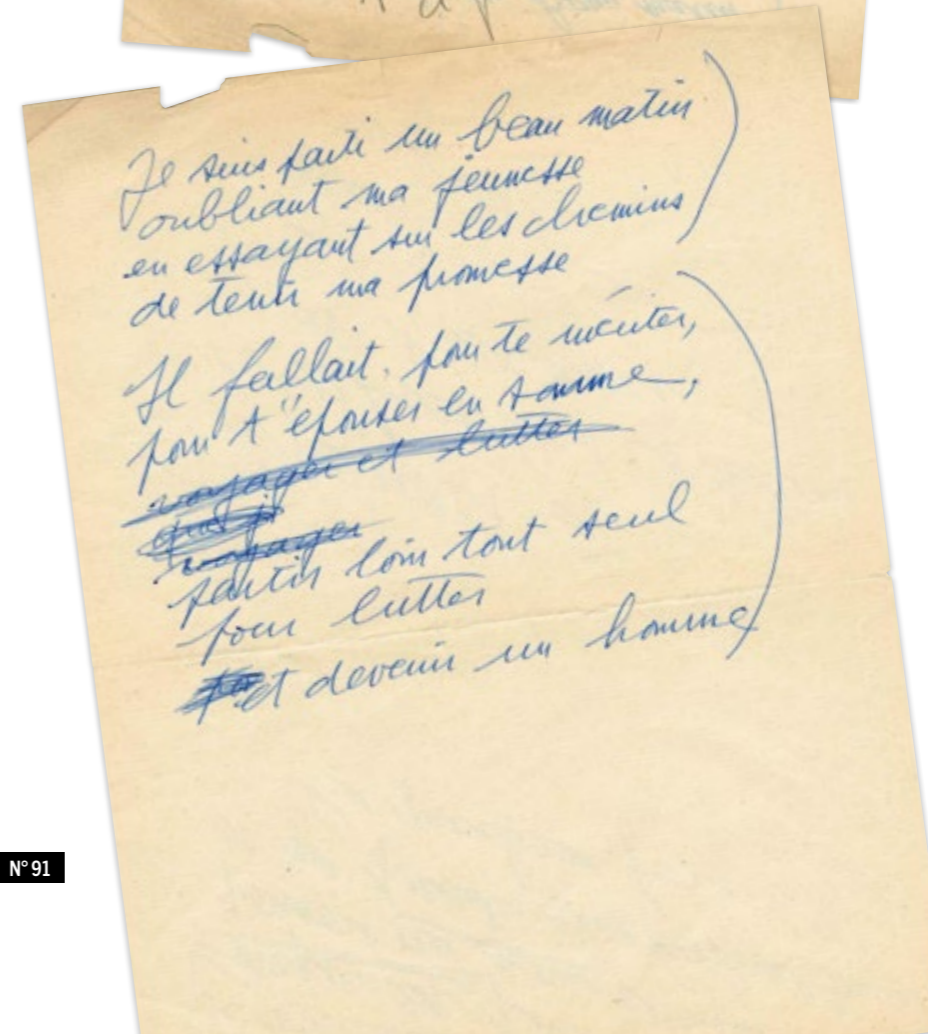 Je suis parti un beau matin
oubliant ma jeunesse
en essayant sur les chemins
de tenir ma promesse
Il fallait, pour te mériter,
pour t'épouser en somme,
voyager et lutter
voyager
partir loin tout seul
pour lutter
et devenir un homme
N° 91